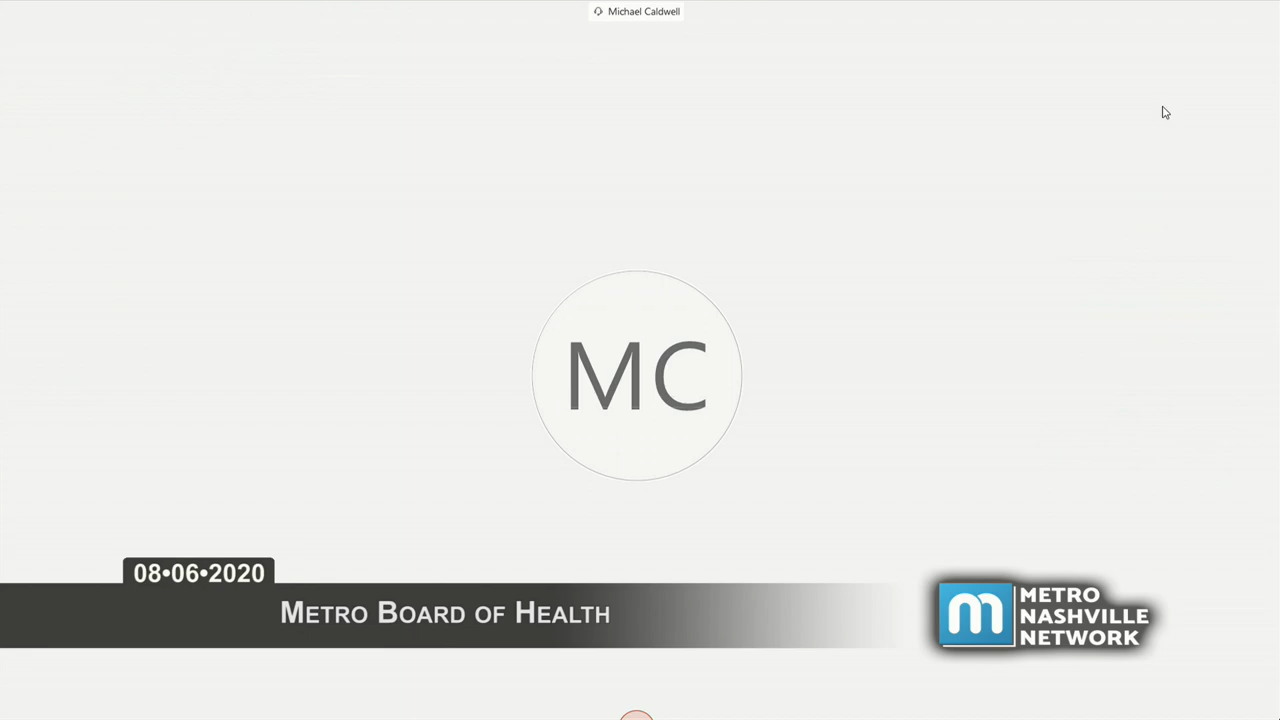 Michael Caldwell
MC
08•06•2020
METRO BOARD OF HEALTH
m
METRO
NASHVILLE
NETWORK